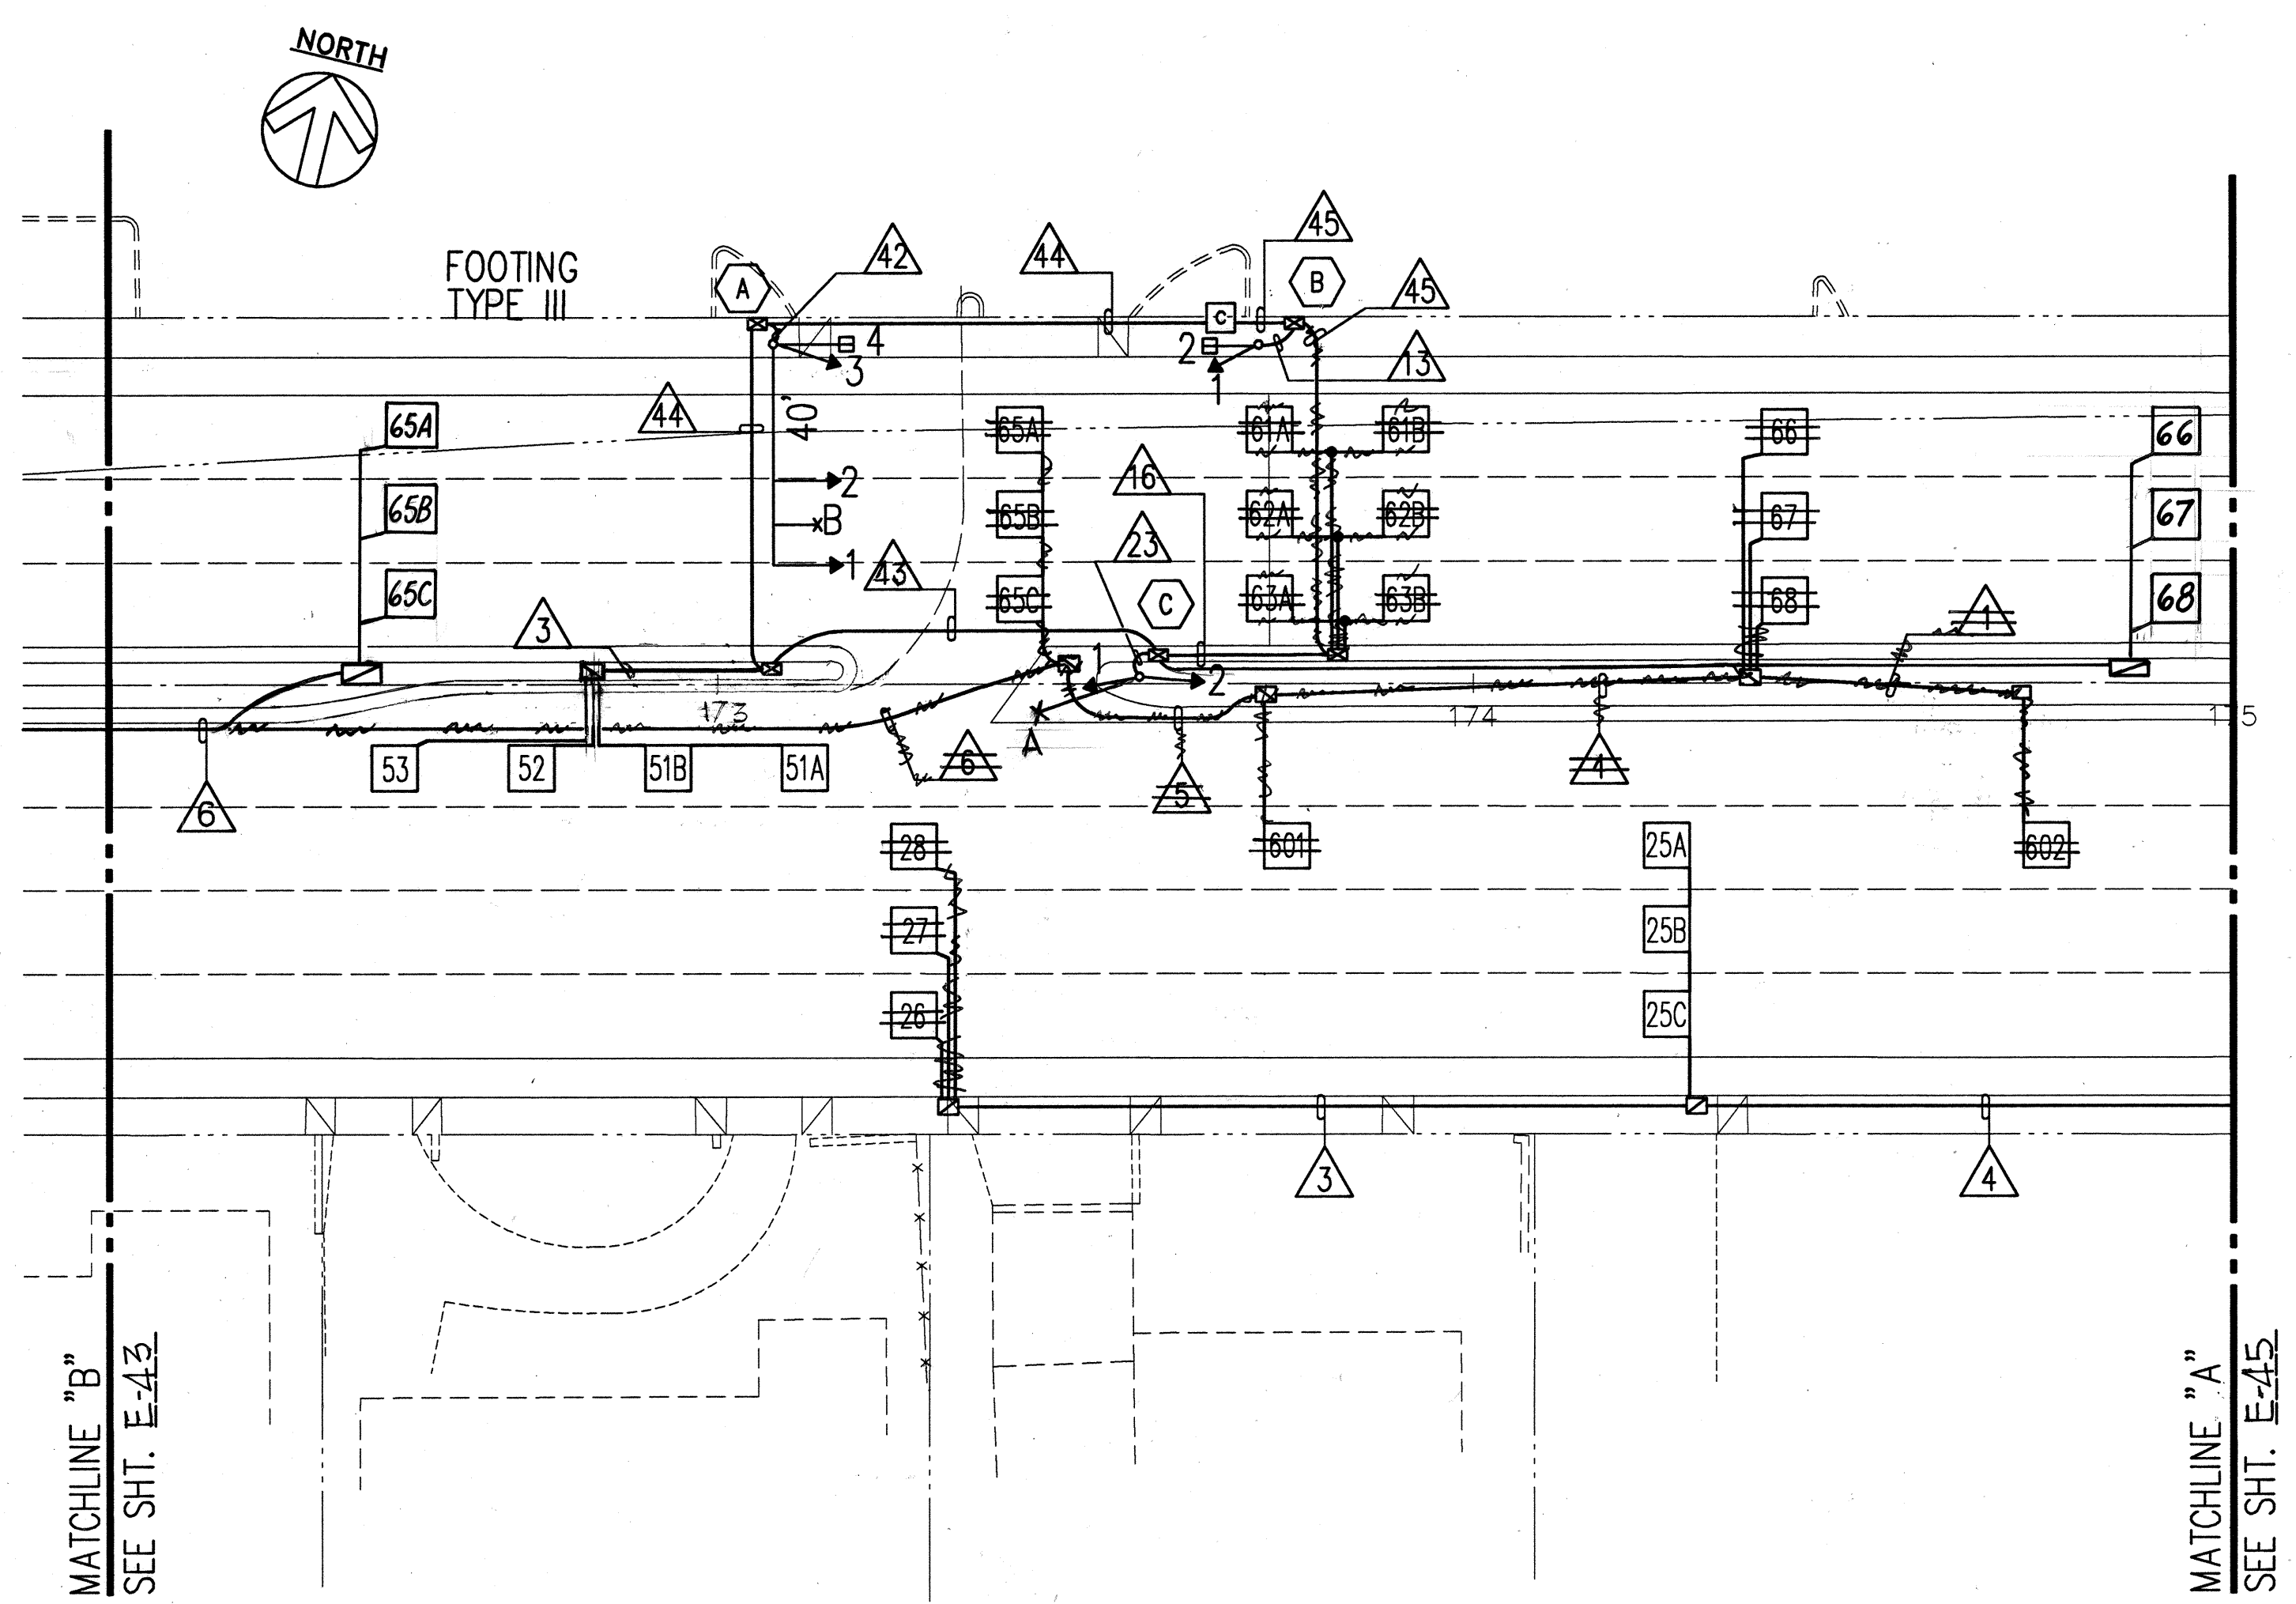 NORTH
FOOTING
TYPE III
42
44
45
A
B
45
C
4
3
2
1
13
44
40'
65A
65A
61A
61B
66
66
16
2
B
65B
65B
62A
62B
67
67
23
1
43
65C
65C
C
63A
63B
68
68
1
3
1
2
173
A
174
175
53
52
51B
51A
6
6
5
4
28
601
25A
602
27
25B
26
25C
3
4
MATCHLINE "B"
SEE SHT. E-43
MATCHLINE "A"
SEE SHT. E-45